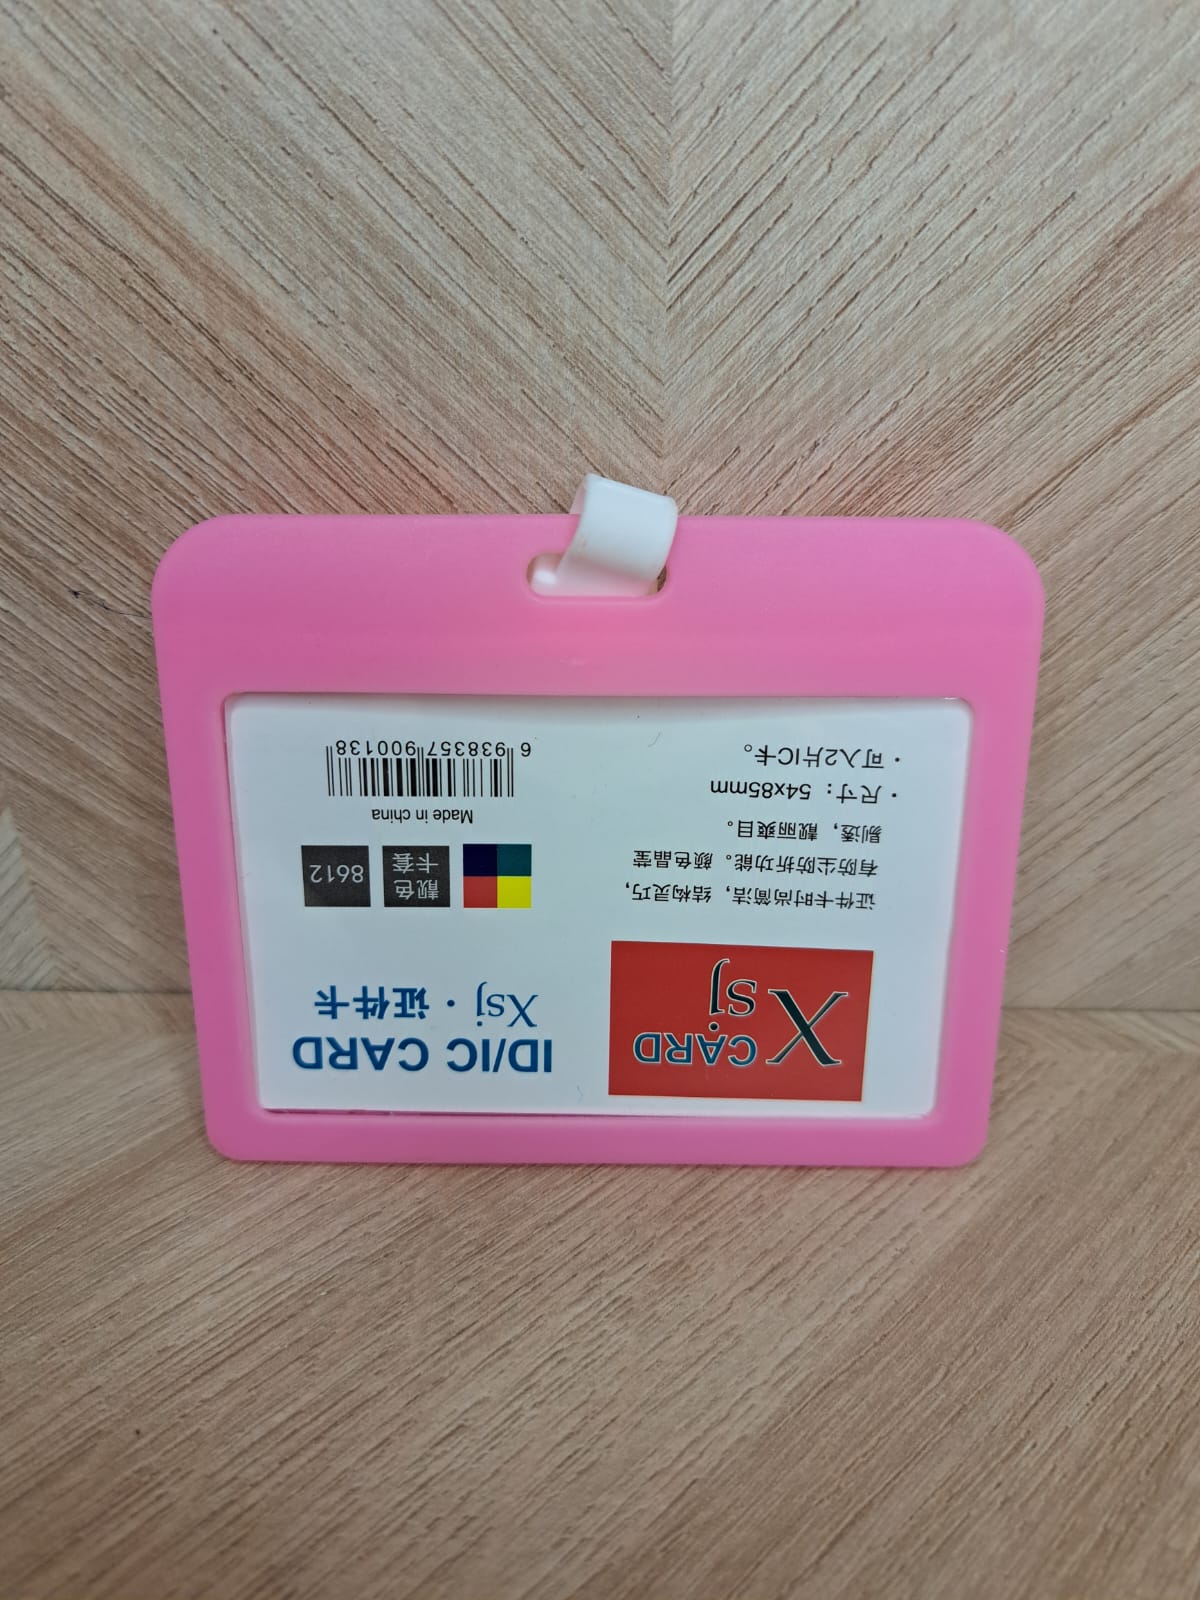 Xsj
CARD
ID/IC CARD
Xsj · 证件卡
证件卡时尚简洁，结构灵巧，
有防尘防折功能。颜色晶莹
剔透，靓丽爽目。
· 尺寸：54x85mm
· 可入2片IC卡。
靓色
卡套
8612
Made in china
6 938357 900138